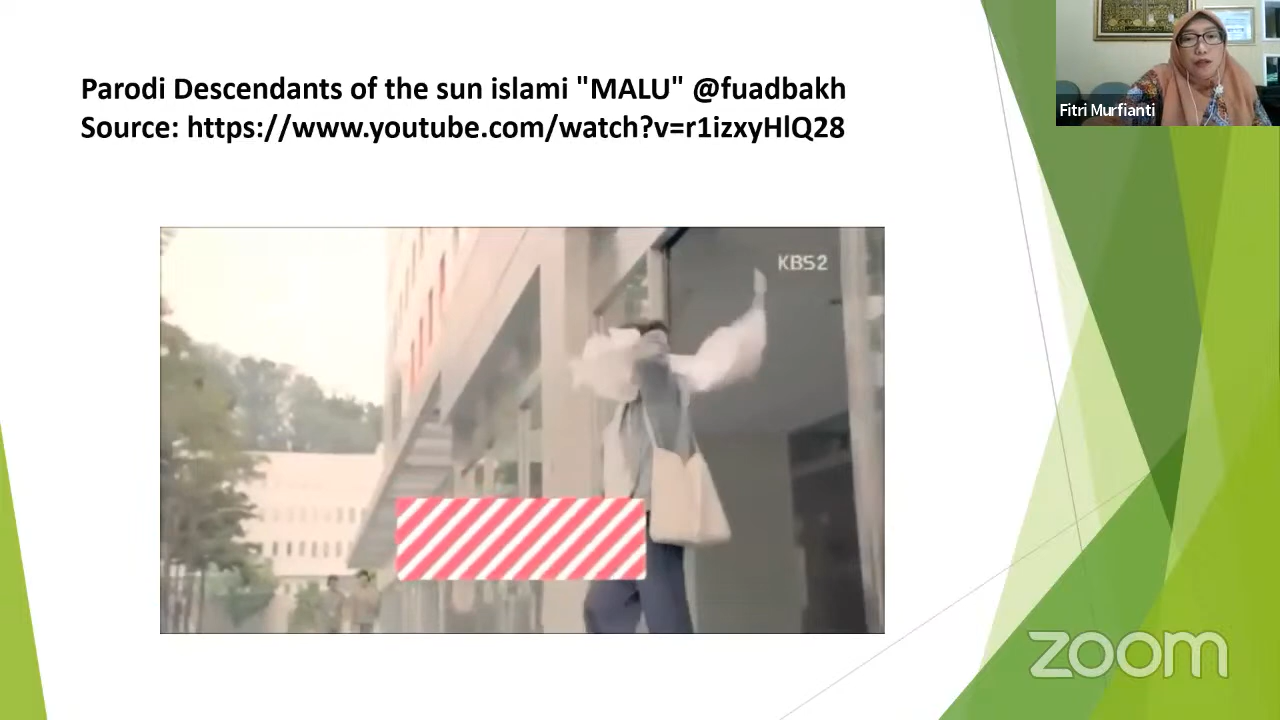 Parodi Descendants of the sun islami "MALU" @fuadbakh
Source: https://www.youtube.com/watch?v=r1izxyHlQ28
Fitri Murfianti
KBS2
zoom